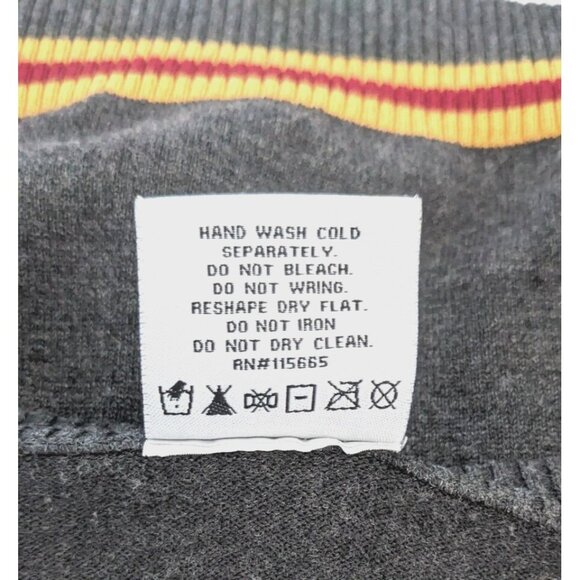 HAND WASH COLD
SEPARATELY.
DO NOT BLEACH.
DO NOT WRING.
RESHAPE DRY FLAT.
DO NOT IRON
DO NOT DRY CLEAN.
RN#115665